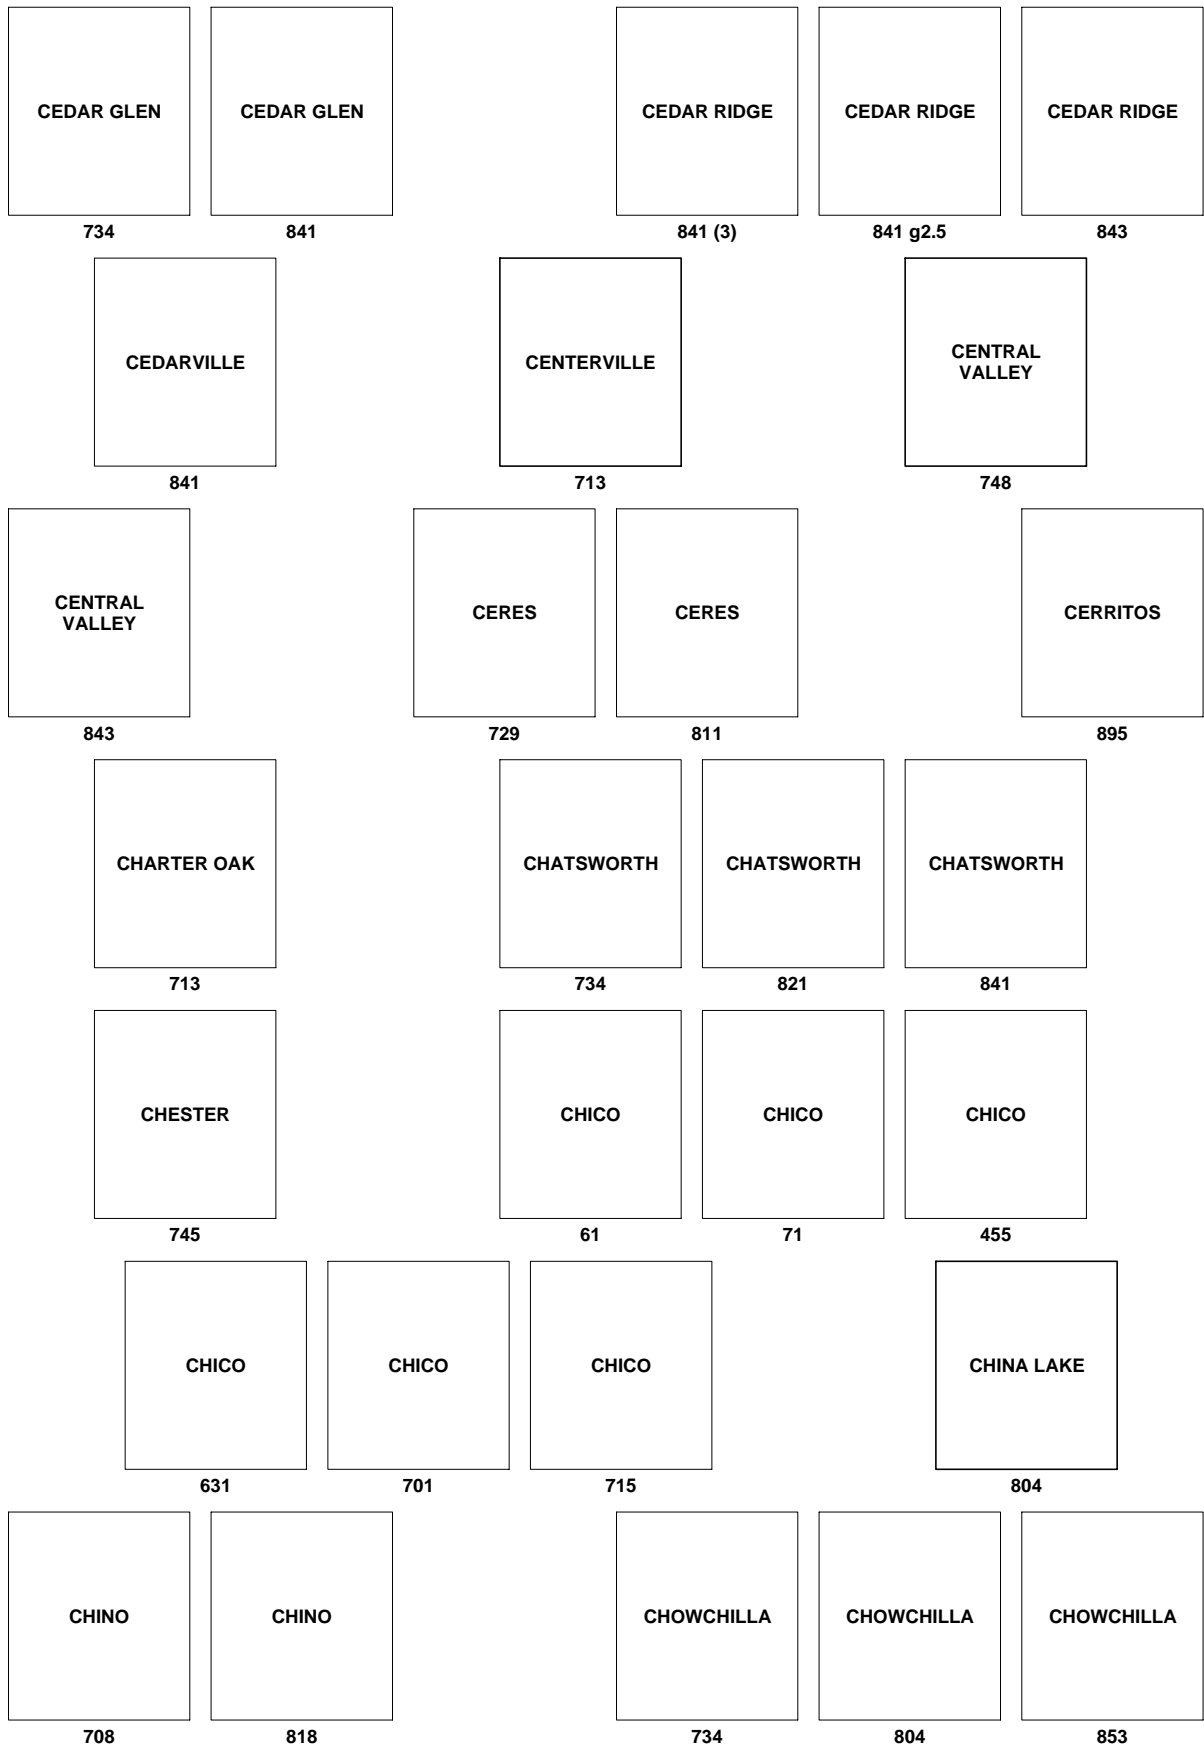 CEDAR GLEN
CEDAR GLEN
CEDAR RIDGE
CEDAR RIDGE
CEDAR RIDGE
734
841
841 (3)
841 g2.5
843
CEDARVILLE
CENTERVILLE
CENTRAL
VALLEY
841
713
748
CENTRAL
VALLEY
CERES
CERES
CERRITOS
843
729
811
895
CHARTER OAK
CHATSWORTH
CHATSWORTH
CHATSWORTH
713
734
821
841
CHESTER
CHICO
CHICO
CHICO
745
61
71
455
CHICO
CHICO
CHICO
CHINA LAKE
631
701
715
804
CHINO
CHINO
CHOWCHILLA
CHOWCHILLA
CHOWCHILLA
708
818
734
804
853